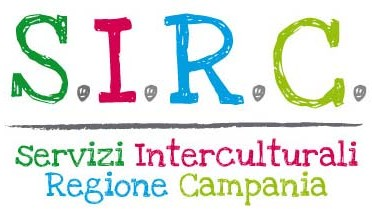 S.I.R.C.
Servizi Interculturali
Regione Campania